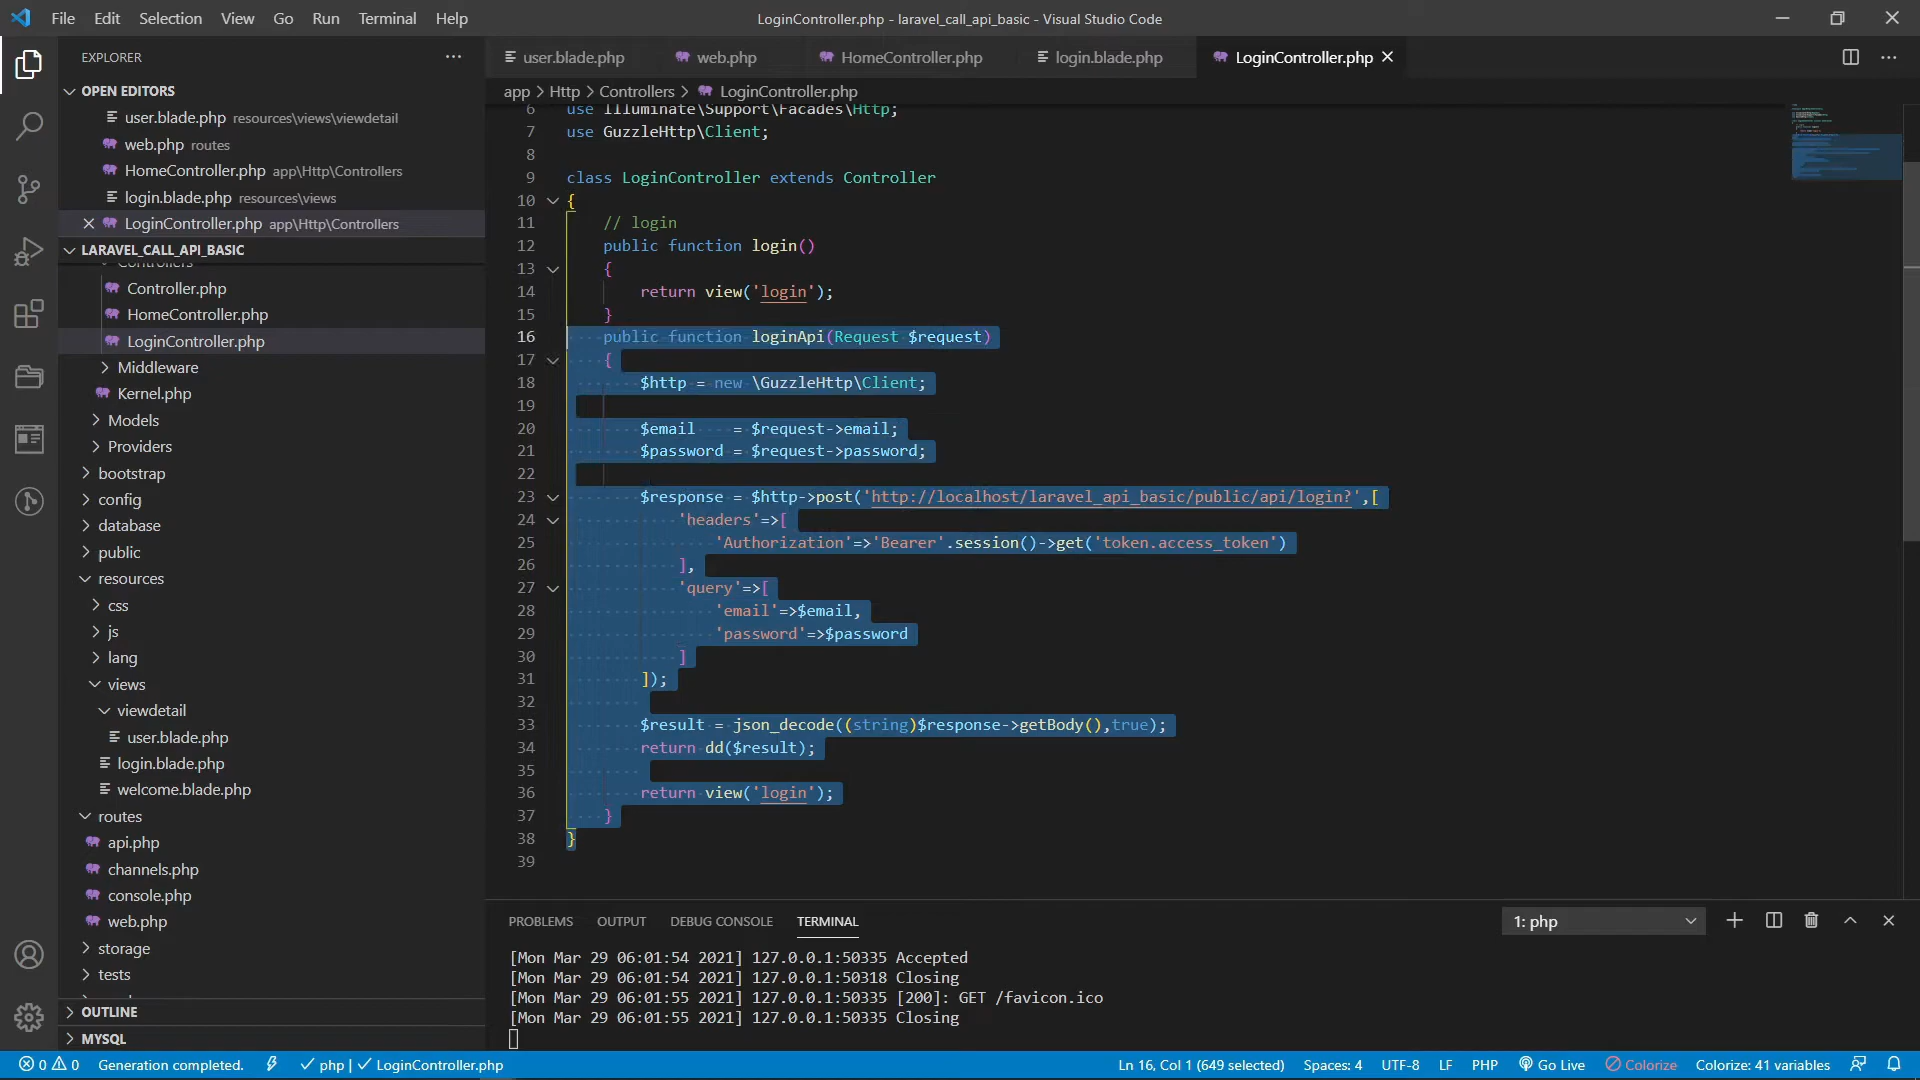 File Edit Selection View Go Run Terminal Help
LoginController.php - laravel_call_api_basic - Visual Studio Code
EXPLORER
OPEN EDITORS
user.blade.php resources\views\viewdetail
web.php routes
HomeController.php app\Http\Controllers
login.blade.php resources\views
LoginController.php app\Http\Controllers
LARAVEL_CALL_API_BASIC
Controllers
Controller.php
HomeController.php
LoginController.php
Middleware
Kernel.php
Models
Providers
bootstrap
config
database
public
resources
css
js
lang
views
viewdetail
user.blade.php
login.blade.php
welcome.blade.php
routes
api.php
channels.php
console.php
web.php
storage
tests
OUTLINE
MYSQL
user.blade.php web.php HomeController.php login.blade.php LoginController.php
app > Http > Controllers > LoginController.php
6 use Illuminate\Support\Facades\Http;
7 use GuzzleHttp\Client;
8
9 class LoginController extends Controller
10 {
11 // login
12 public function login()
13 {
14 return view('login');
15 }
16 public function loginApi(Request $request)
17 {
18 $http = new \GuzzleHttp\Client;
19
20 $email = $request->email;
21 $password = $request->password;
22
23 $response = $http->post('http://localhost/laravel_api_basic/public/api/login?',[
24 'headers'=>[
25 'Authorization'=>'Bearer'.session()->get('token.access_token')
26 ],
27 'query'=>[
28 'email'=>$email,
29 'password'=>$password
30 ]
31 ]);
32
33 $result = json_decode((string)$response->getBody(),true);
34 return dd($result);
35
36 return view('login');
37 }
38 }
39
PROBLEMS OUTPUT DEBUG CONSOLE TERMINAL 1: php
[Mon Mar 29 06:01:54 2021] 127.0.0.1:50335 Accepted
[Mon Mar 29 06:01:54 2021] 127.0.0.1:50318 Closing
[Mon Mar 29 06:01:55 2021] 127.0.0.1:50335 [200]: GET /favicon.ico
[Mon Mar 29 06:01:55 2021] 127.0.0.1:50335 Closing
0 0 Generation completed. php | LoginController.php Ln 16, Col 1 (649 selected) Spaces: 4 UTF-8 LF PHP Go Live Colorize Colorize: 41 variables